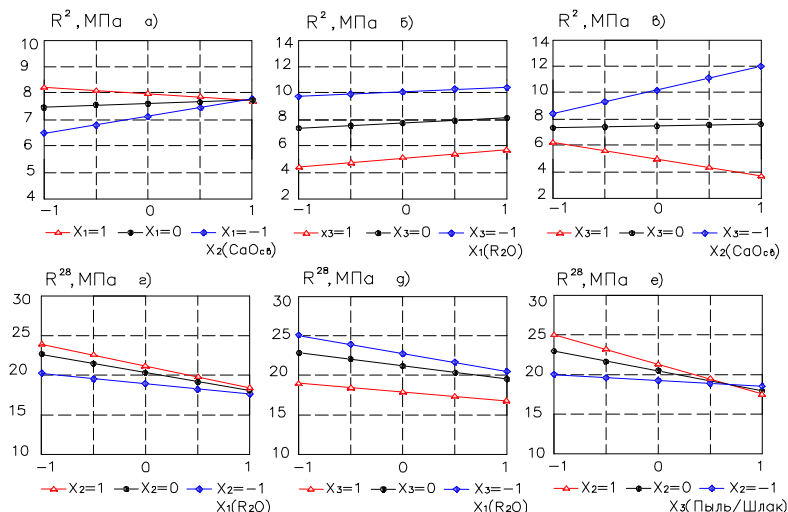 R², МПа а)
10
9
8
7
6
5
4
−1 0 1
X1=1 X1=0 X1=−1
X2(CaOсв)
R², МПа б)
14
12
10
8
6
4
2
−1 0 1
x3=1 X3=0 X3=−1
X1(R2O)
R², МПа в)
14
12
10
8
6
4
2
−1 0 1
X3=1 X3=0 X3=−1
X2(CaOсв)
R²⁸, МПа г)
30
25
20
15
10
−1 0 1
X2=1 X2=0 X2=−1
X1(R2O)
R²⁸, МПа д)
30
25
20
15
10
−1 0 1
X3=1 X3=0 X3=−1
X1(R2O)
R²⁸, МПа е)
30
25
20
15
10
−1 0 1
X2=1 X2=0 X2=−1
X3(Пыль/Шлак)